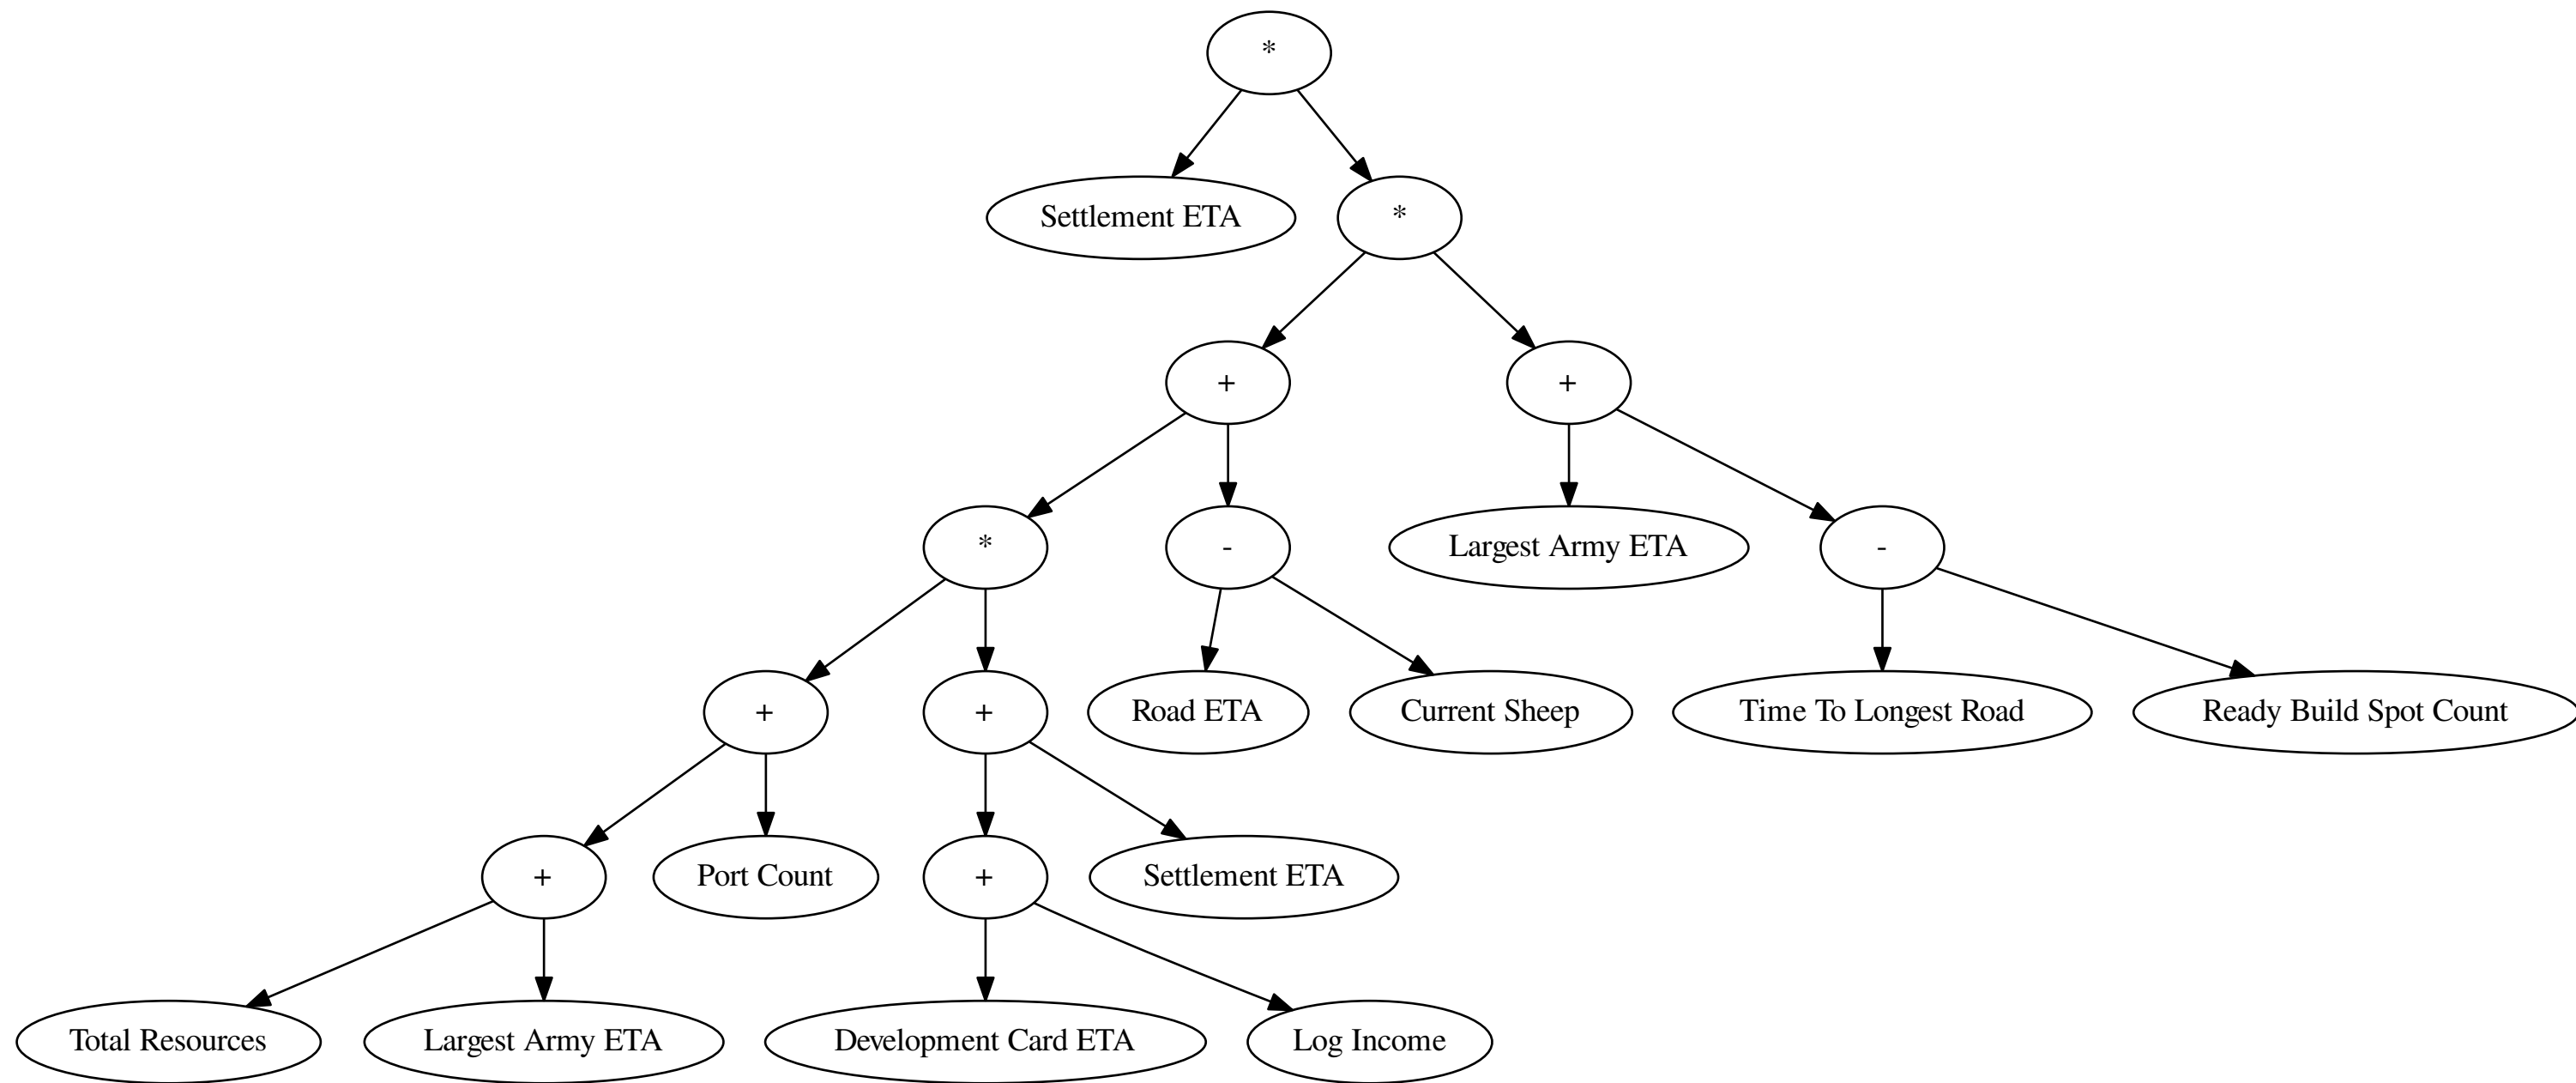 *
Settlement ETA
*
+
+
*
-
Largest Army ETA
-
+
+
Road ETA
Current Sheep
Time To Longest Road
Ready Build Spot Count
+
Port Count
+
Settlement ETA
Total Resources
Largest Army ETA
Development Card ETA
Log Income